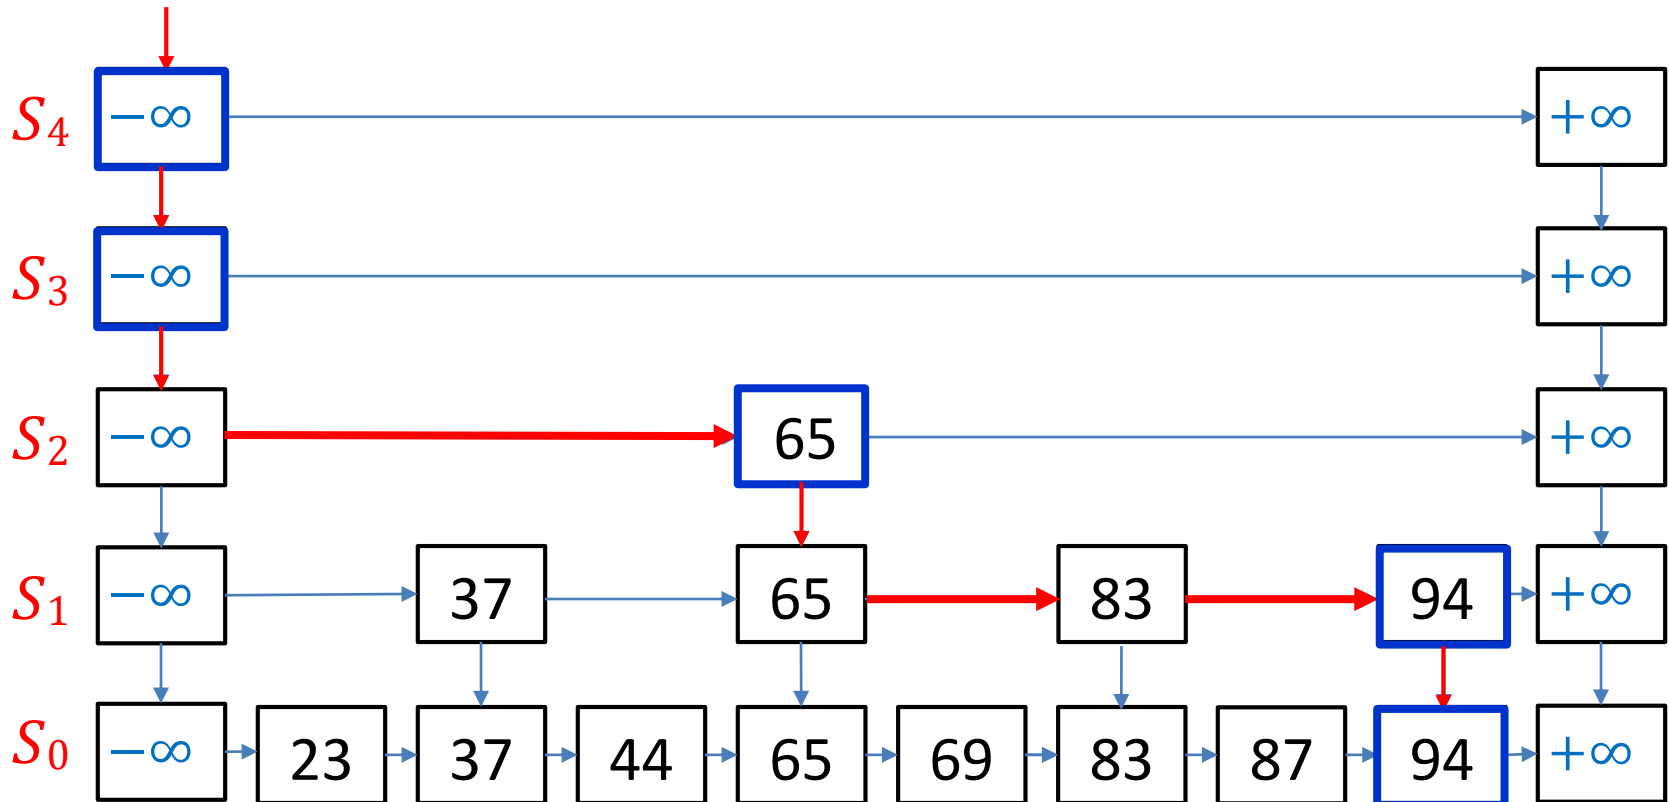 S₄ −∞ +∞
S₃ −∞ +∞
S₂ −∞ 65 +∞
S₁ −∞ 37 65 83 94 +∞
S₀ −∞ 23 37 44 65 69 83 87 94 +∞